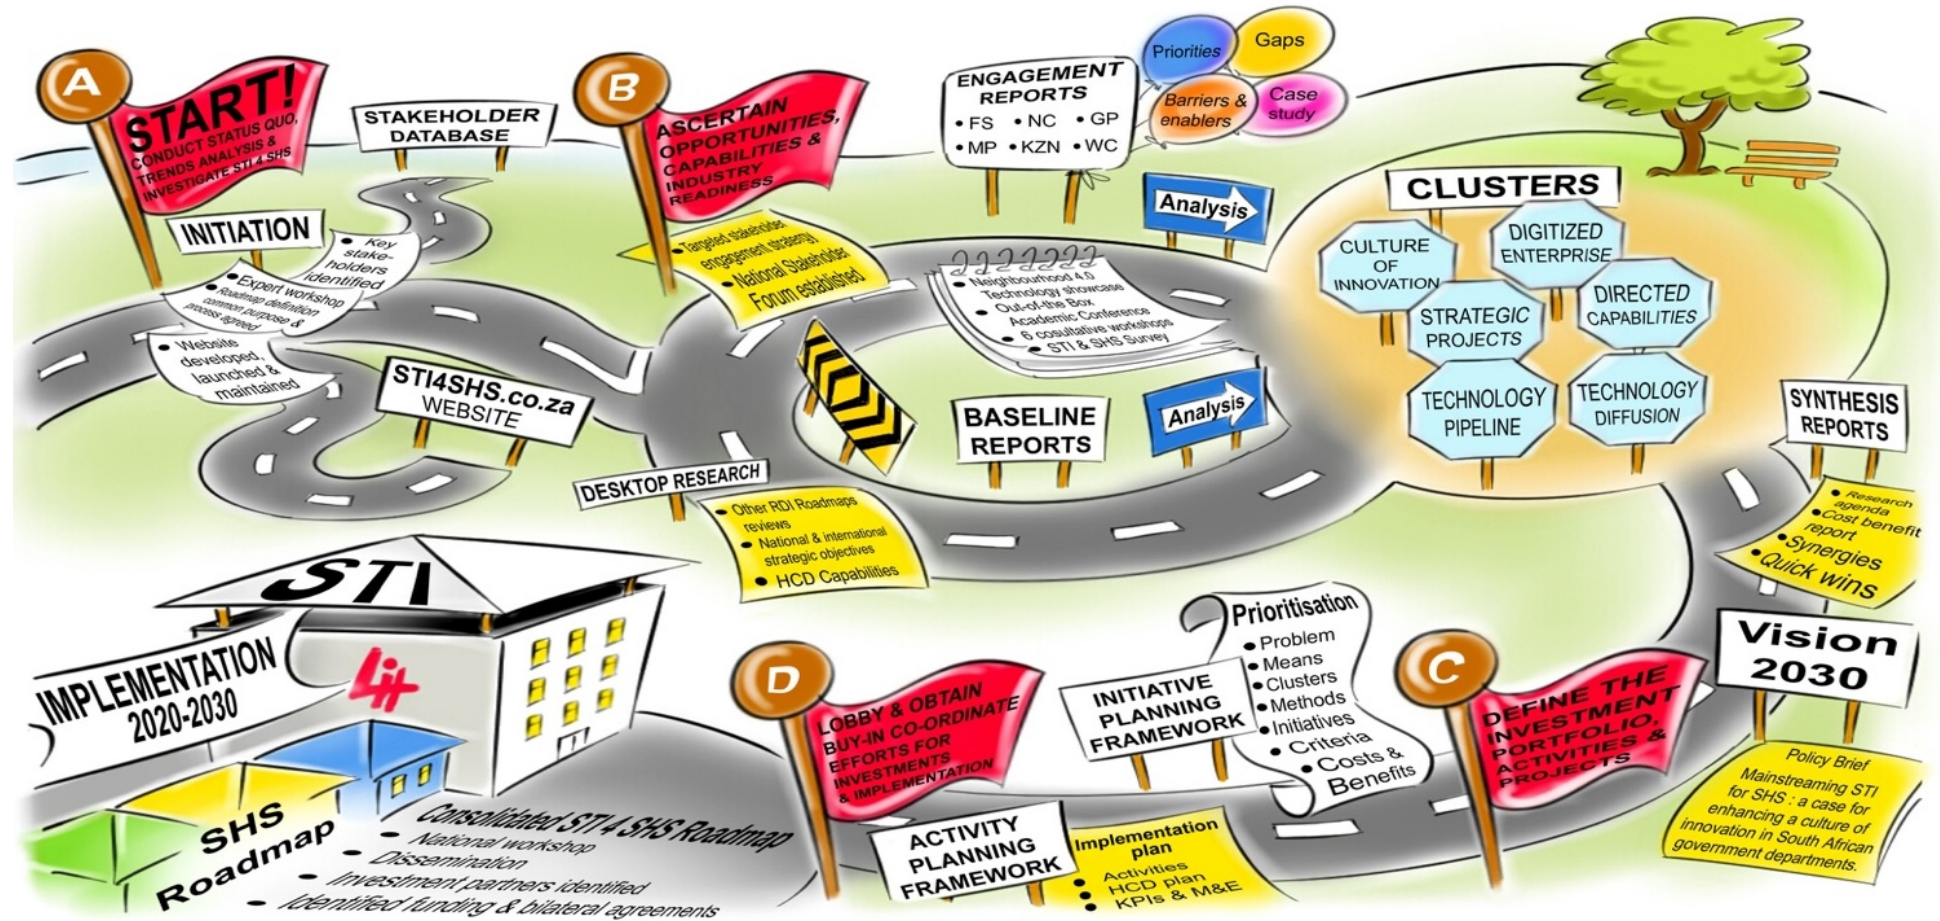 A
START!
CONDUCT STATUS QUO,
TRENDS ANALYSIS &
INVESTIGATE STI 4 SHS
INITIATION
• Key
stake-
holders
identified
• Expert workshop
• Roadmap definition
common purpose &
process agreed
• Website
developed,
launched &
maintained
STAKEHOLDER
DATABASE
STI4SHS.co.za
WEBSITE
B
ASCERTAIN
OPPORTUNITIES,
CAPABILITIES &
INDUSTRY
READINESS
• Targeted stakeholder
engagement stratergy
• National Stakeholder
Forum established
ENGAGEMENT
REPORTS
• FS • NC • GP
• MP • KZN • WC
Priorities
Gaps
Barriers &
enablers
Case
study
Analysis
• Neighbourhood 4.0
Technology showcase
• Out-of-the Box
Academic Conference
• 6 cosultative workshops
• STI & SHS Survey
BASELINE
REPORTS
Analysis
DESKTOP RESEARCH
• Other RDI Roadmaps
reviews
• National & international
strategic objectives
• HCD Capabilities
CLUSTERS
CULTURE
OF
INNOVATION
DIGITIZED
ENTERPRISE
STRATEGIC
PROJECTS
DIRECTED
CAPABILITIES
TECHNOLOGY
PIPELINE
TECHNOLOGY
DIFFUSION
SYNTHESIS
REPORTS
• Research
agenda
• Cost benefit
report
• Synergies
• Quick wins
Vision
2030
Policy Brief
Mainstreaming STI
for SHS : a case for
enhancing a culture of
innovation in South African
government departments.
C
DEFINE THE
INVESTMENT
PORTFOLIO,
ACTIVITIES &
PROJECTS
Prioritisation
• Problem
• Means
• Clusters
• Methods
• Initiatives
• Criteria
• Costs &
Benefits
INITIATIVE
PLANNING
FRAMEWORK
D
LOBBY & OBTAIN
BUY-IN CO-ORDINATE
EFFORTS FOR
INVESTMENTS
& IMPLEMENTATION
ACTIVITY
PLANNING
FRAMEWORK
Implementation
plan
• Activities
• HCD plan
• KPIs & M&E
STI
IMPLEMENTATION
2020-2030
SHS
Roadmap
Consolidated STI 4 SHS Roadmap
• National workshop
• Dissemination
• Investment partners identified
• Identified funding & bilateral agreements